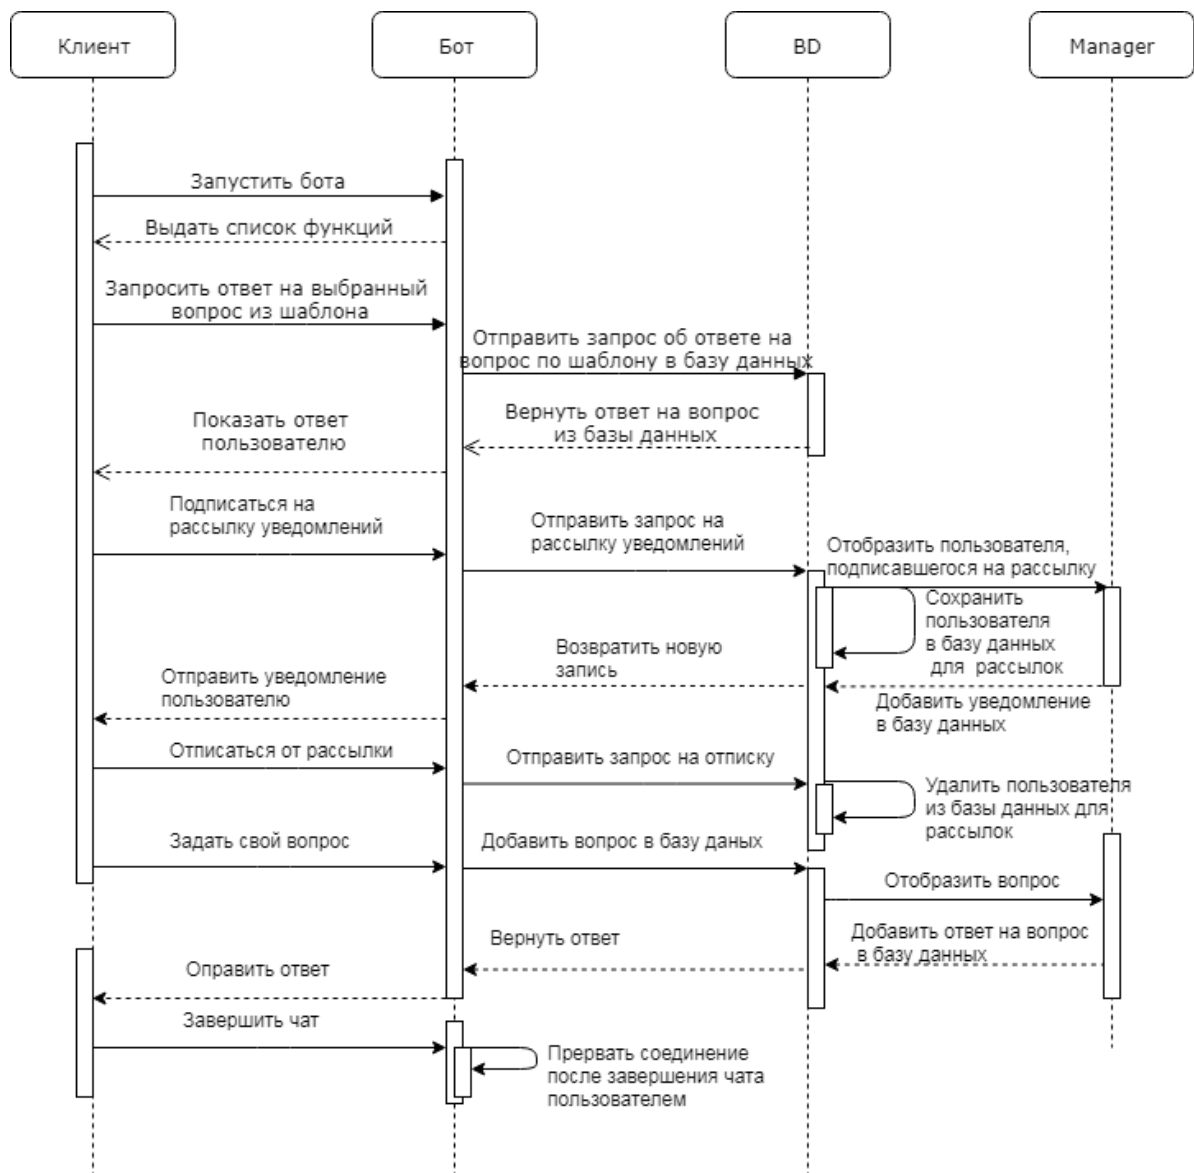 Клиент
Бот
BD
Manager
Запустить бота
Выдать список функций
Запросить ответ на выбранный
вопрос из шаблона
Отправить запрос об ответе на
вопрос по шаблону в базу данных
Вернуть ответ на вопрос
из базы данных
Показать ответ
пользователю
Подписаться на
рассылку уведомлений
Отправить запрос на
рассылку уведомлений
Отобразить пользователя,
подписавшегося на рассылку
Сохранить
пользователя
в базу данных
для рассылок
Возвратить новую
запись
Отправить уведомление
пользователю
Добавить уведомление
в базу данных
Отписаться от рассылки
Отправить запрос на отписку
Удалить пользователя
из базы данных для
рассылок
Задать свой вопрос
Добавить вопрос в базу даных
Отобразить вопрос
Добавить ответ на вопрос
в базу данных
Вернуть ответ
Оправить ответ
Завершить чат
Прервать соединение
после завершения чата
пользователем